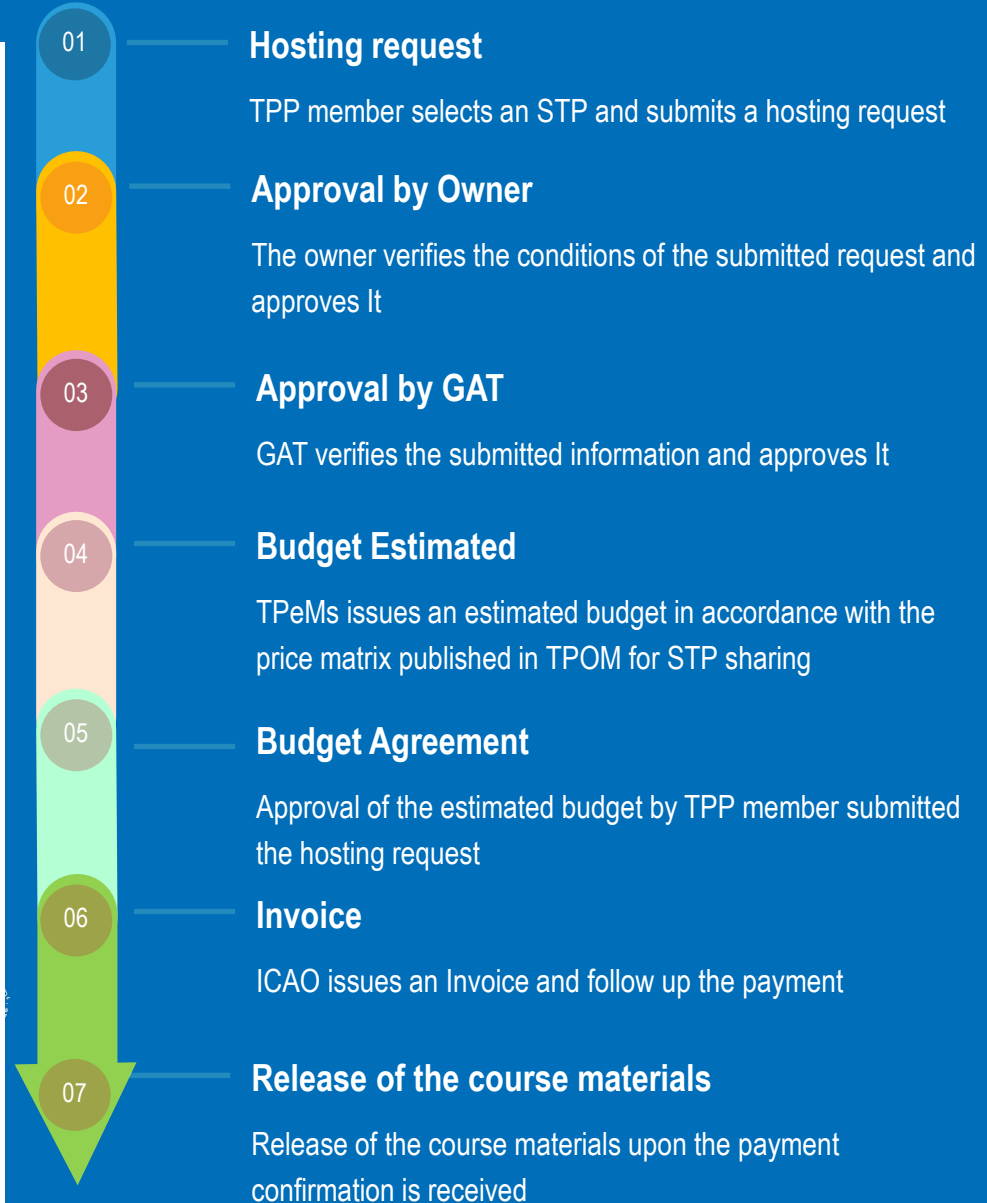 01
Hosting request
TPP member selects an STP and submits a hosting request
02
Approval by Owner
The owner verifies the conditions of the submitted request and
approves It
03
Approval by GAT
GAT verifies the submitted information and approves It
04
Budget Estimated
TPeMs issues an estimated budget in accordance with the
price matrix published in TPOM for STP sharing
05
Budget Agreement
Approval of the estimated budget by TPP member submitted
the hosting request
06
Invoice
ICAO issues an Invoice and follow up the payment
07
Release of the course materials
Release of the course materials upon the payment
confirmation is received